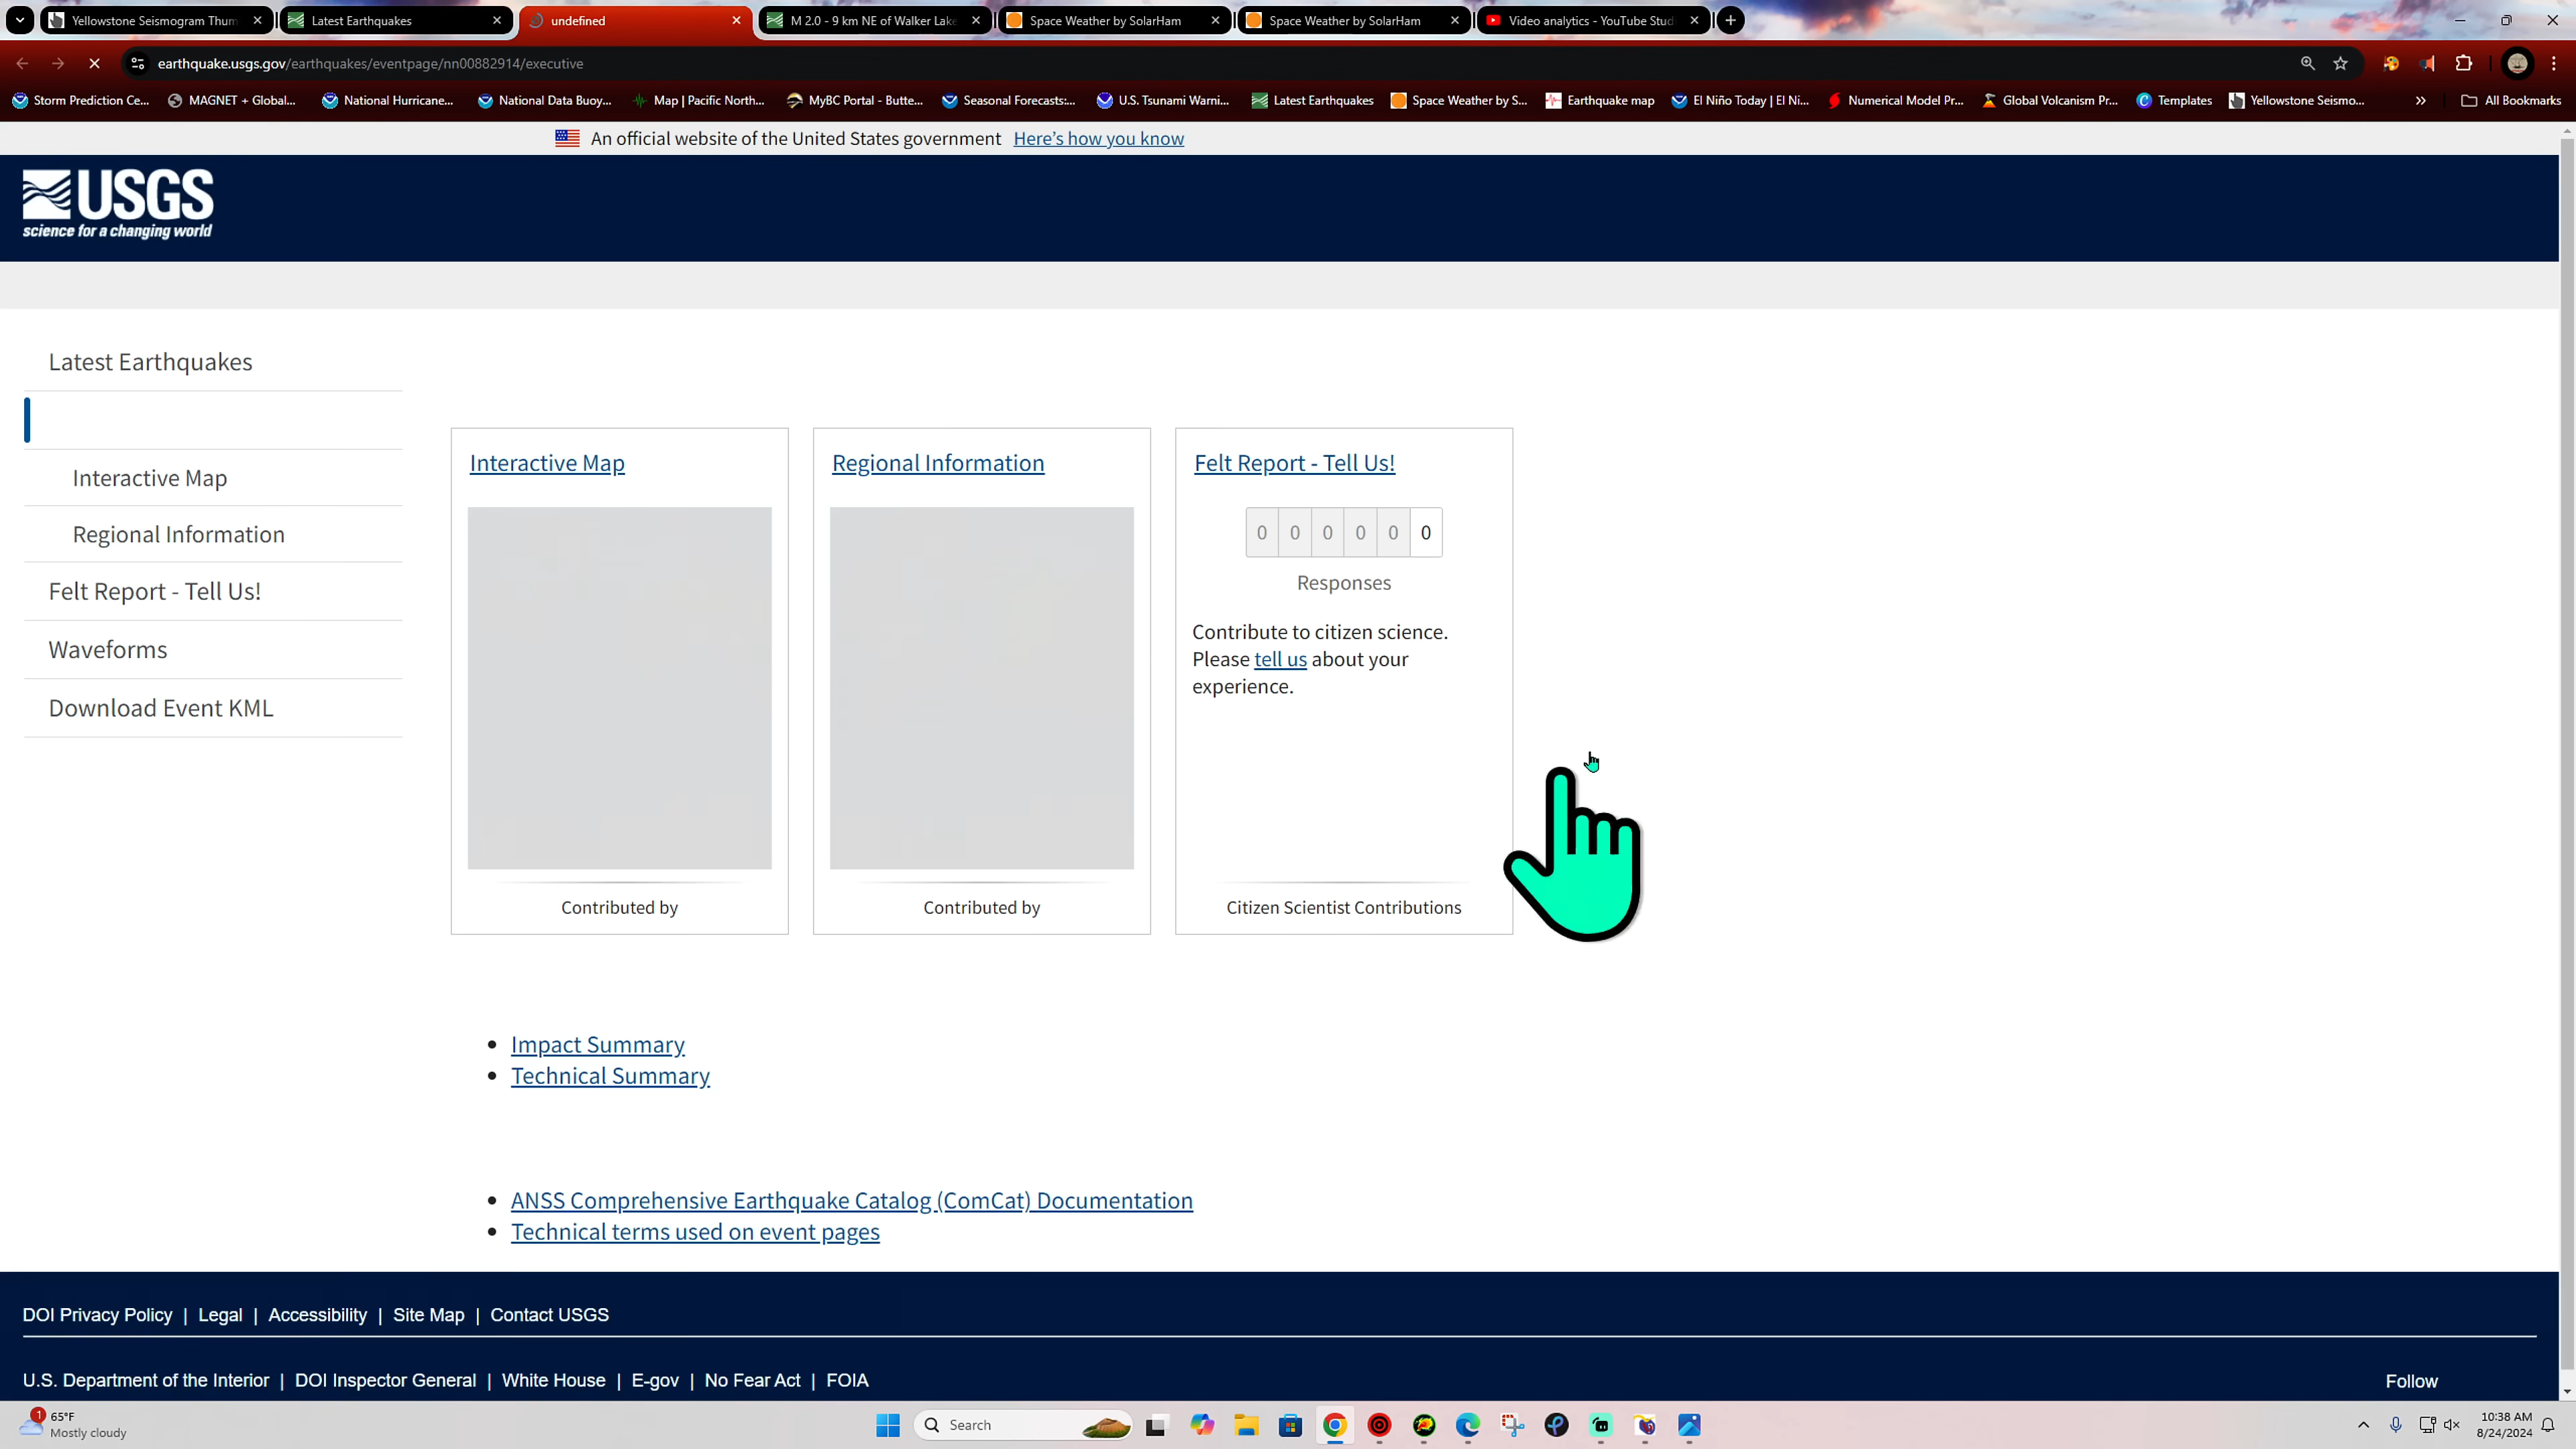 Yellowstone Seismogram Thum
Latest Earthquakes
undefined
M 2.0 - 9 km NE of Walker Lake
Space Weather by SolarHam
Space Weather by SolarHam
Video analytics - YouTube Stud
earthquake.usgs.gov/earthquakes/eventpage/nn00882914/executive
Storm Prediction Ce...
MAGNET + Global...
National Hurricane...
National Data Buoy...
Map | Pacific North...
MyBC Portal - Butte...
Seasonal Forecasts:...
U.S. Tsunami Warni...
Latest Earthquakes
Space Weather by S...
Earthquake map
El Niño Today | El Ni...
Numerical Model Pr...
Global Volcanism Pr...
Templates
Yellowstone Seismo...
All Bookmarks
An official website of the United States government Here's how you know
USGS
science for a changing world
Latest Earthquakes
Interactive Map
Regional Information
Felt Report - Tell Us!
Waveforms
Download Event KML
Interactive Map
Contributed by
Regional Information
Contributed by
Felt Report - Tell Us!
0 0 0 0 0 0
Responses
Contribute to citizen science.
Please tell us about your
experience.
Citizen Scientist Contributions
Impact Summary
Technical Summary
ANSS Comprehensive Earthquake Catalog (ComCat) Documentation
Technical terms used on event pages
DOI Privacy Policy | Legal | Accessibility | Site Map | Contact USGS
U.S. Department of the Interior | DOI Inspector General | White House | E-gov | No Fear Act | FOIA
Follow
1
65°F
Mostly cloudy
Search
10:38 AM
8/24/2024